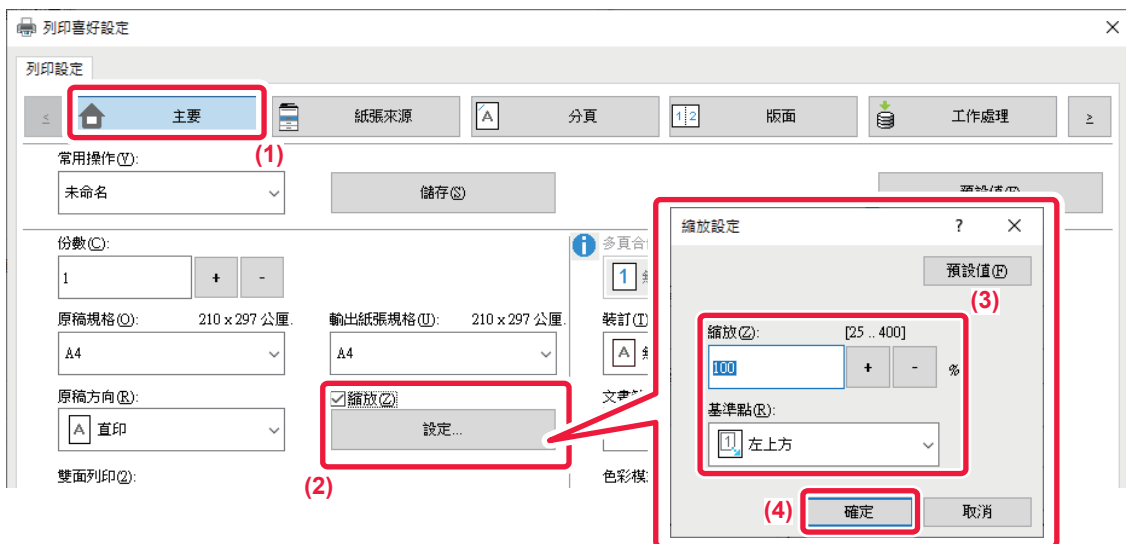 列印喜好設定
列印設定
主要
紙張來源
A
分頁
1 2
版面
工作處理
(1)
常用操作(V):
未命名
儲存(S)
份數(C):
1
+
-
多頁合
1
原稿規格(O):
210 x 297 公厘.
A4
輸出紙張規格(U):
210 x 297 公厘.
A4
裝訂(T)
A
原稿方向(R):
A 直印
縮放(Z)
設定...
(2)
雙面列印(2):
色彩模
縮放設定
?
預設值(F)
(3)
縮放(Z):
[25 .. 400]
100
+
-
%
基準點(R):
1 左上方
(4)
確定
取消